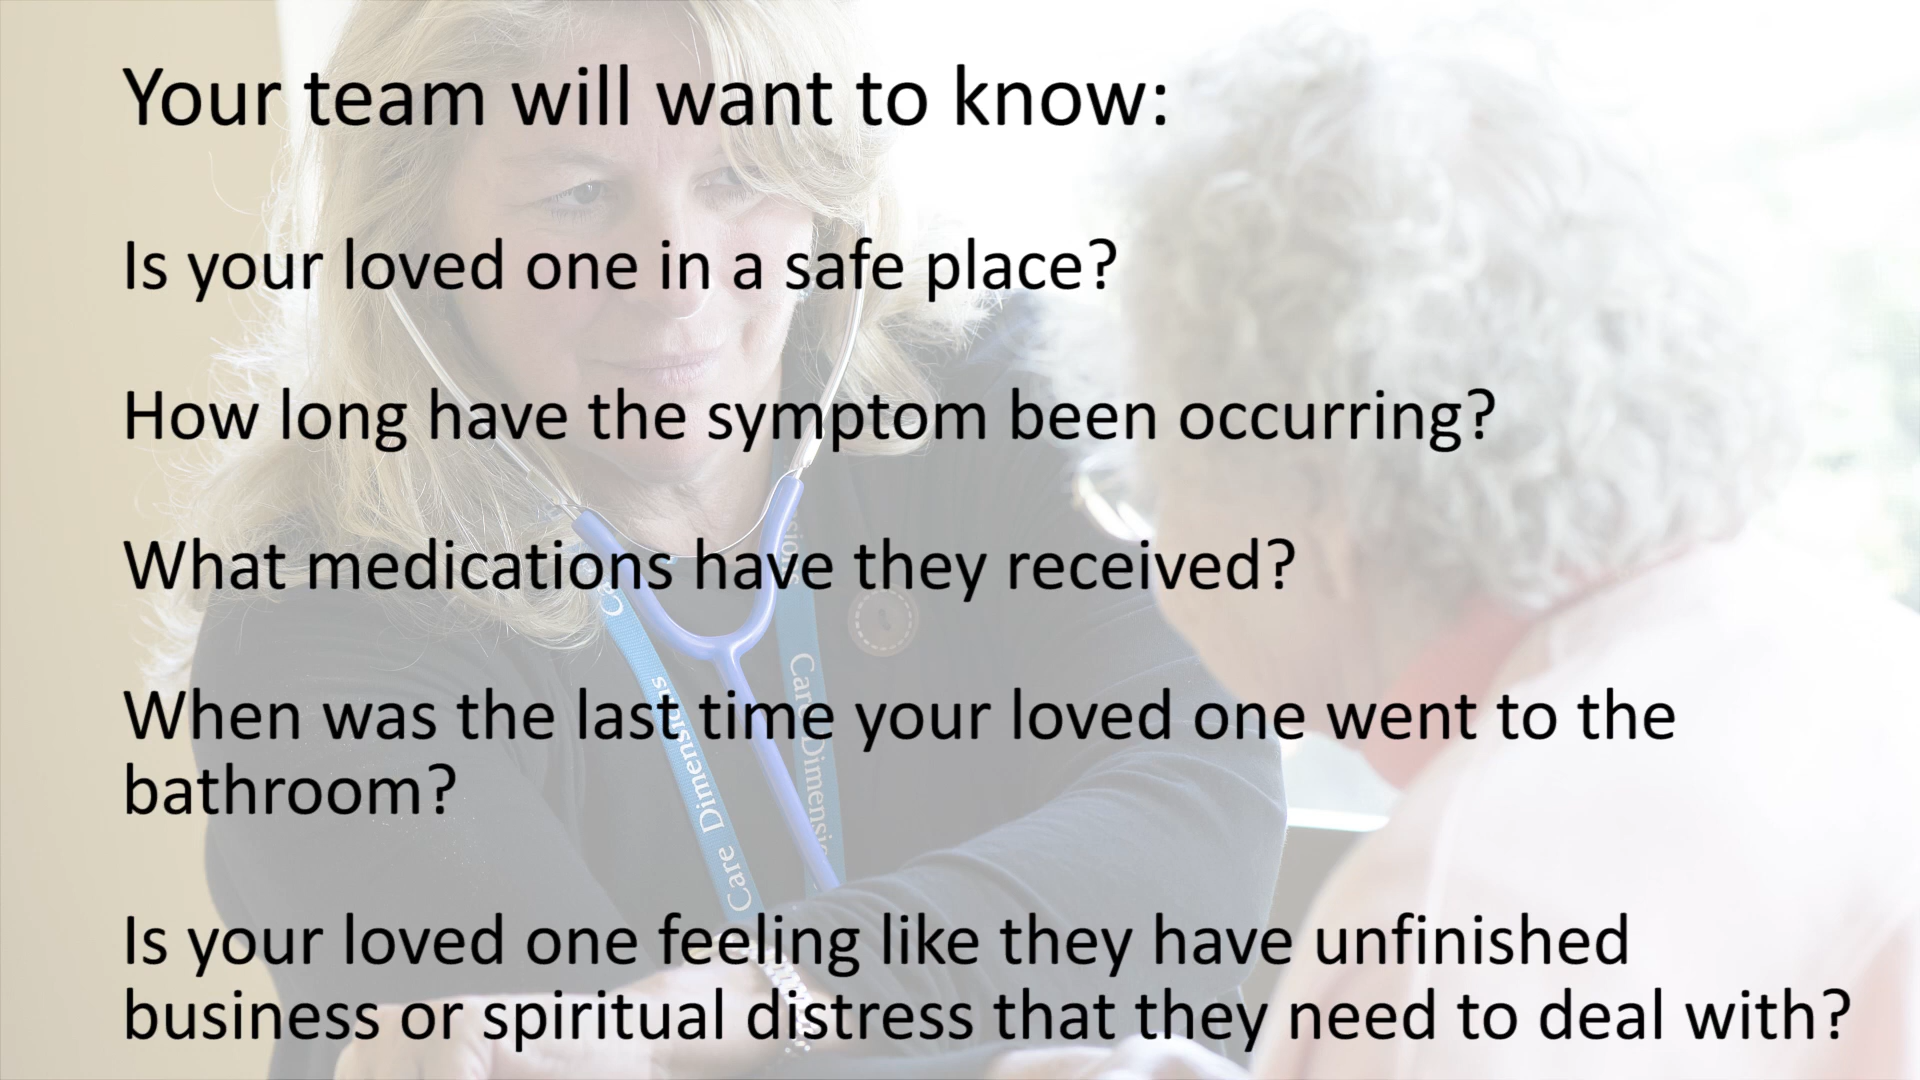 Your team will want to know:
Is your loved one in a safe place?
How long have the symptom been occurring?
What medications have they received?
When was the last time your loved one went to the
bathroom?
Is your loved one feeling like they have unfinished
business or spiritual distress that they need to deal with?
Care Dimensions
Care Dimensio